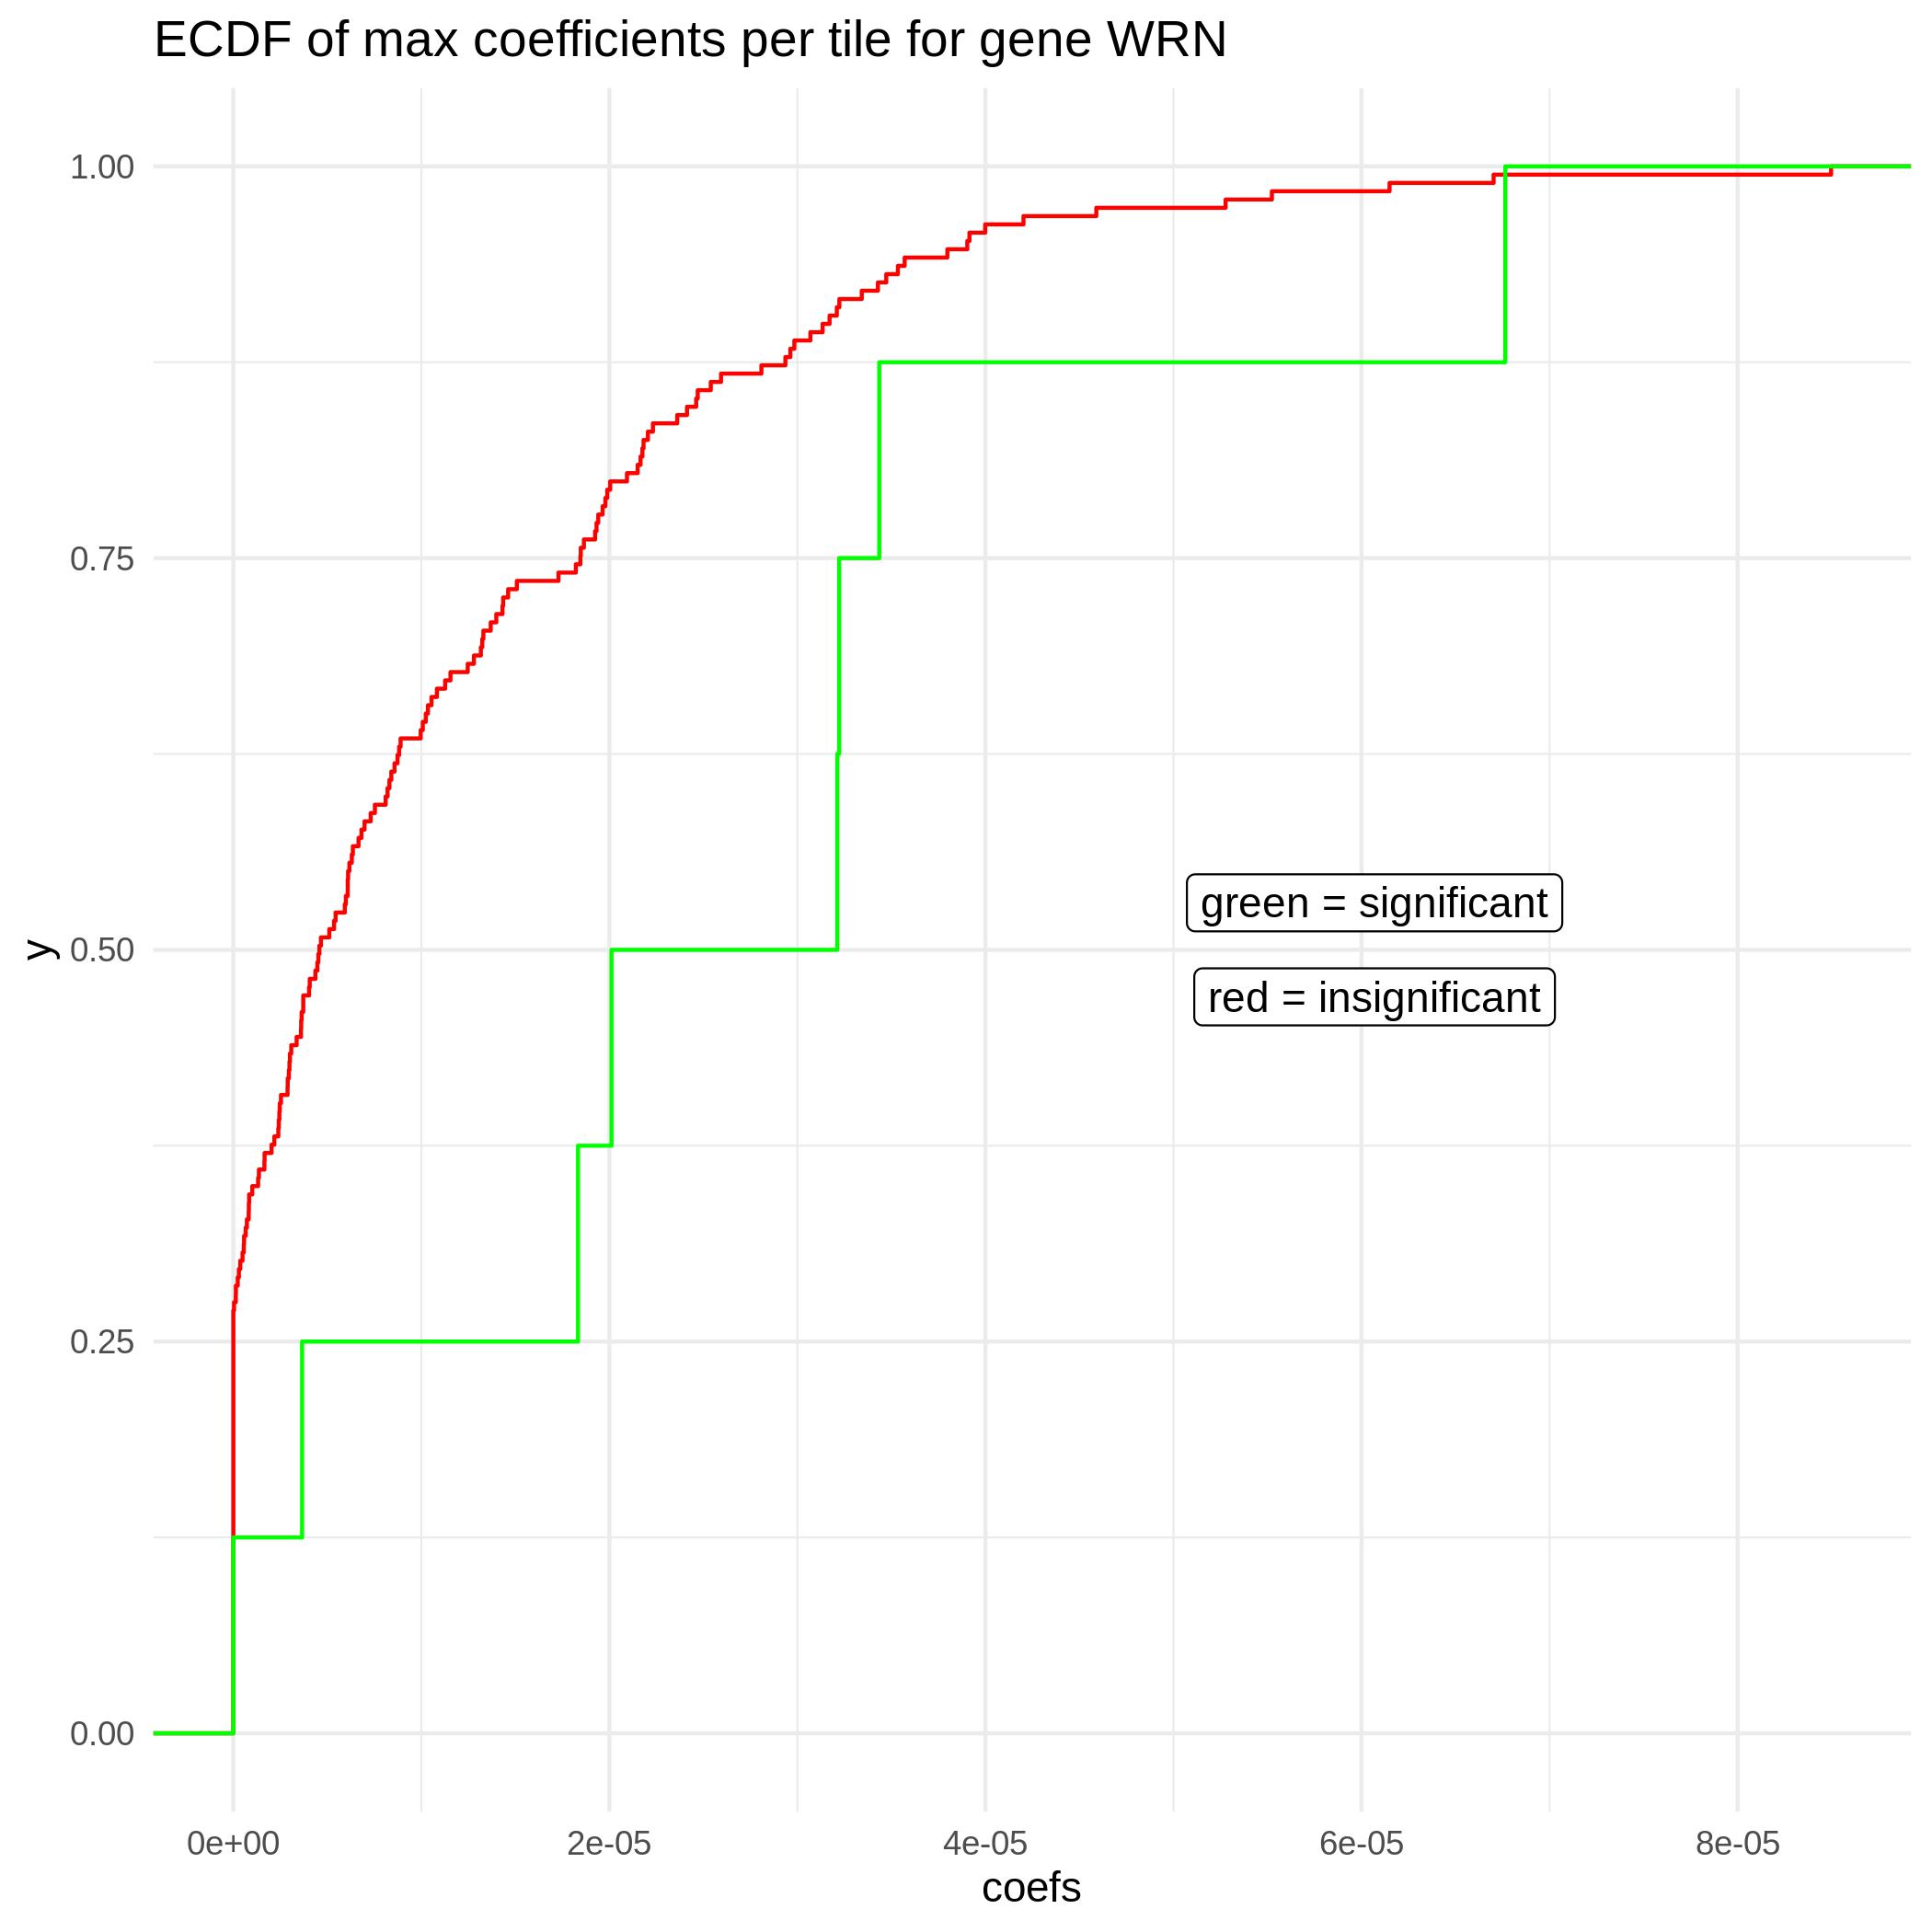 ECDF of max coefficients per tile for gene WRN
1.00
0.75
0.50
0.25
0.00
y
green = significant
red = insignificant
0e+00 2e-05 4e-05 6e-05 8e-05
coefs